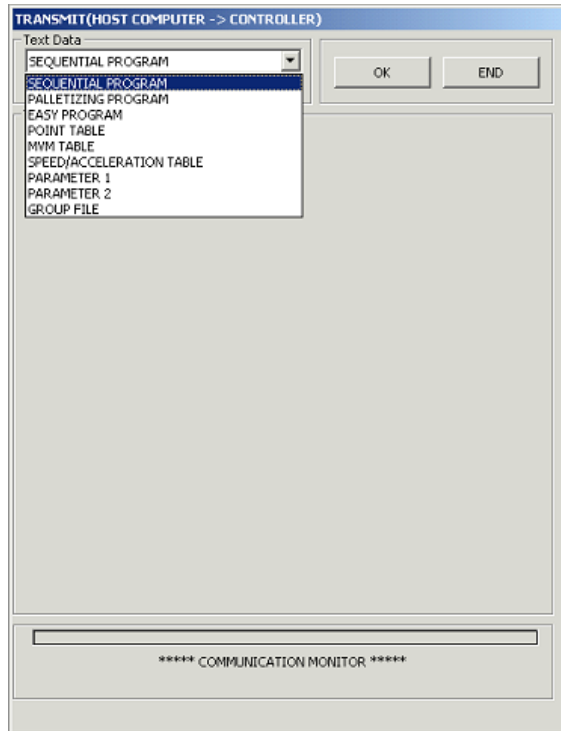 TRANSMIT(HOST COMPUTER -> CONTROLLER)
Text Data
SEQUENTIAL PROGRAM
OK
END
SEQUENTIAL PROGRAM
PALLETIZING PROGRAM
EASY PROGRAM
POINT TABLE
MVM TABLE
SPEED/ACCELERATION TABLE
PARAMETER 1
PARAMETER 2
GROUP FILE
***** COMMUNICATION MONITOR *****